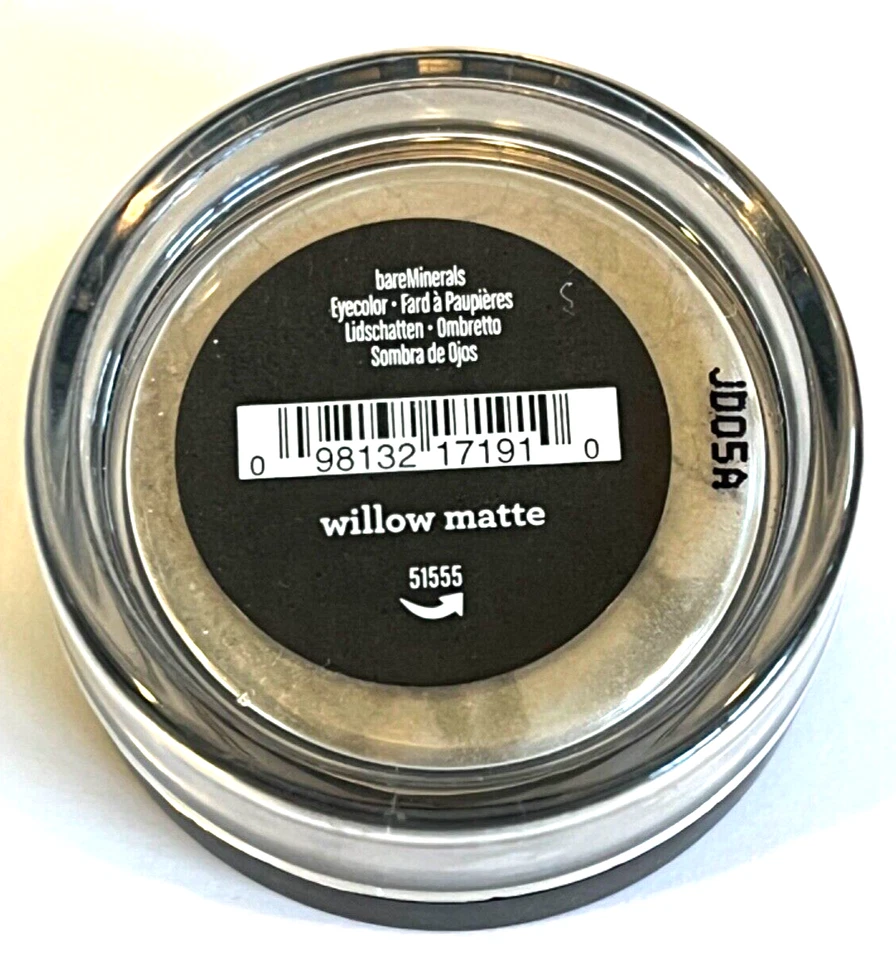 bareMinerals
Eyecolor • Fard à Paupières
Lidschatten • Ombretto
Sombra de Ojos
0 98132 17191 0
willow matte
51555
JD05A